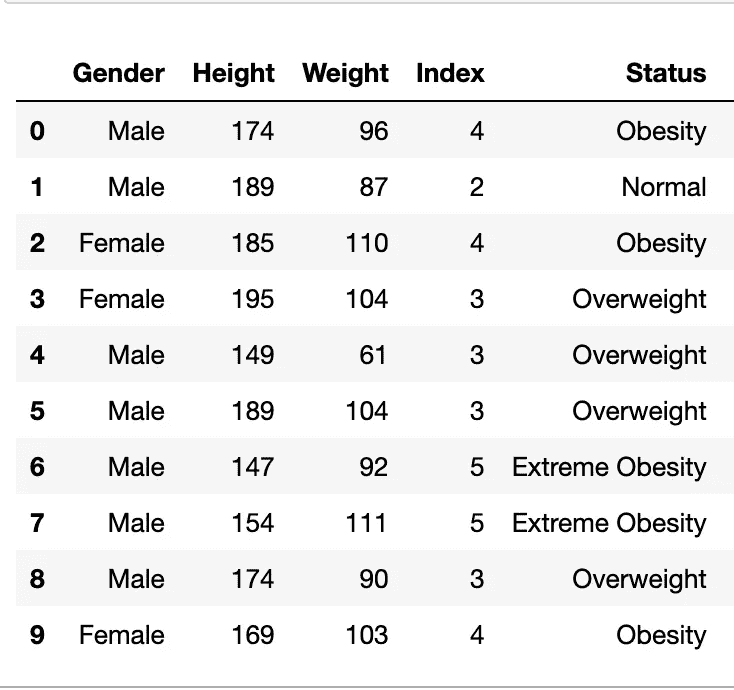 Gender Height Weight Index Status
0 Male 174 96 4 Obesity
1 Male 189 87 2 Normal
2 Female 185 110 4 Obesity
3 Female 195 104 3 Overweight
4 Male 149 61 3 Overweight
5 Male 189 104 3 Overweight
6 Male 147 92 5 Extreme Obesity
7 Male 154 111 5 Extreme Obesity
8 Male 174 90 3 Overweight
9 Female 169 103 4 Obesity